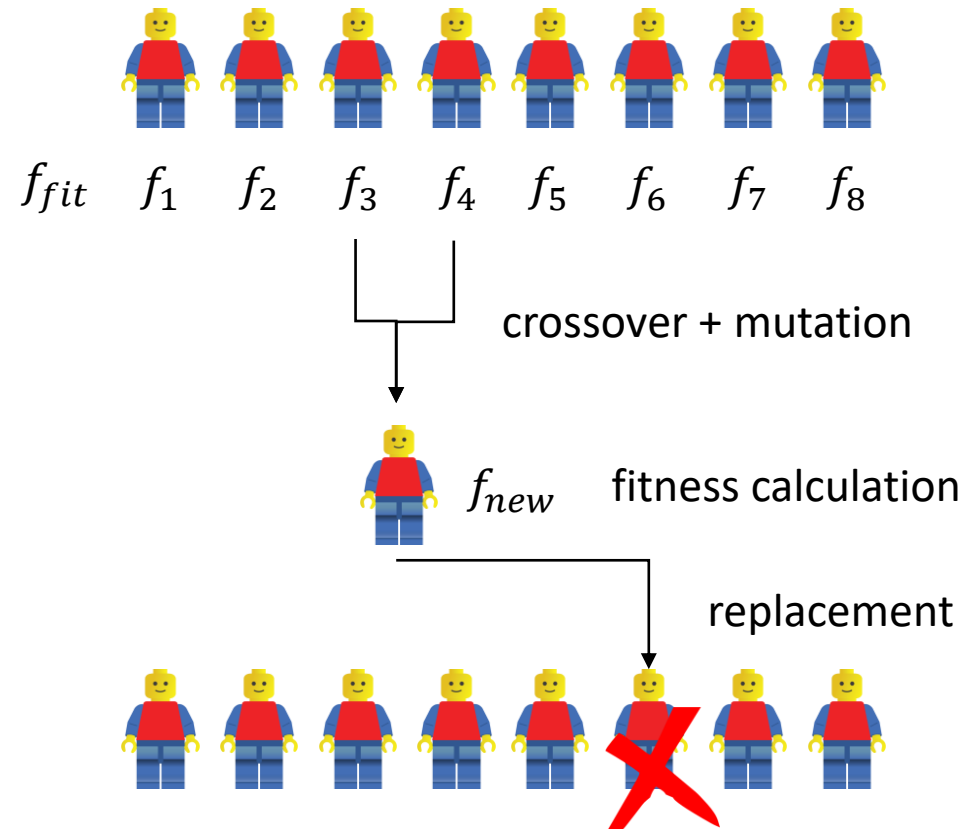 f_fit f_1 f_2 f_3 f_4 f_5 f_6 f_7 f_8
crossover + mutation
f_new fitness calculation
replacement